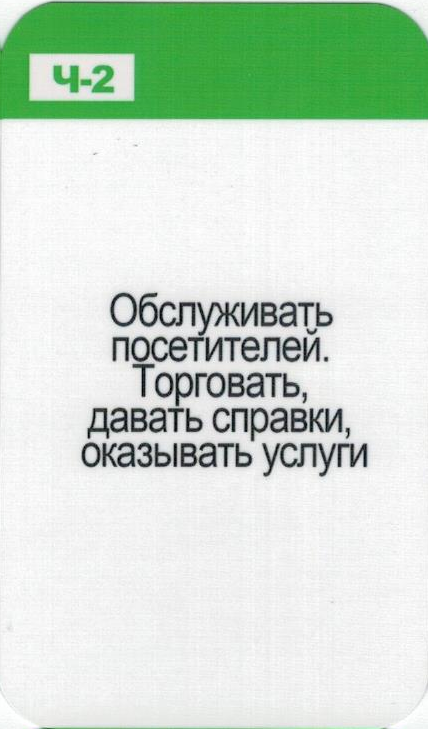 Ч-2
Обслуживать
посетителей.
Торговать,
давать справки,
оказывать услуги